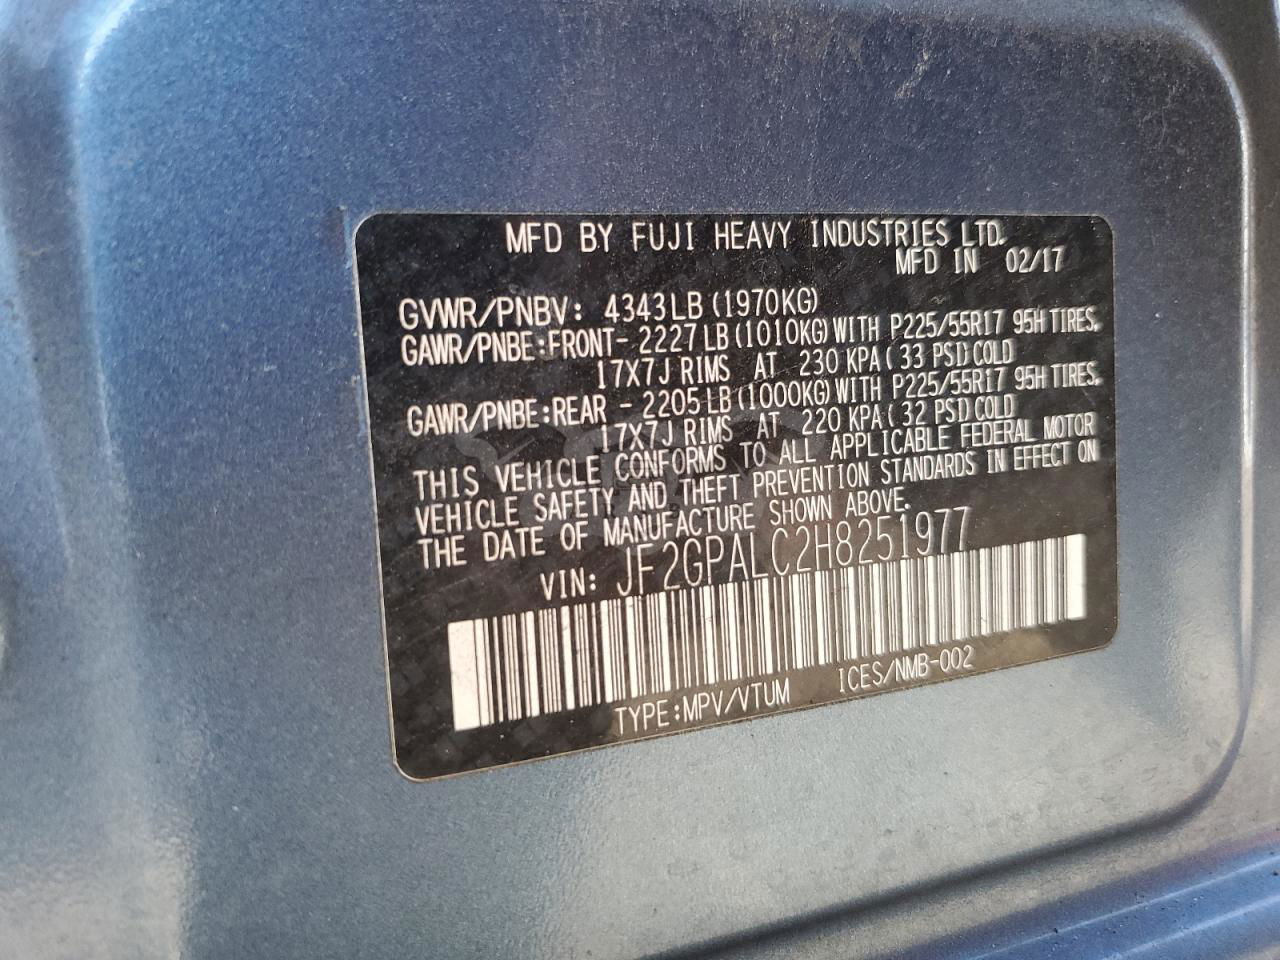 MFD BY FUJI HEAVY INDUSTRIES LTD.
MFD IN 02/17
GVWR/PNBV: 4343LB (1970KG)
GAWR/PNBE:FRONT- 2227 LB (1010KG) WITH P225/55R17 95H TIRES.
17X7J RIMS AT 230 KPA ( 33 PSI) COLD
GAWR/PNBE:REAR - 2205 LB (1000KG) WITH P225/55R17 95H TIRES.
17X7J RIMS AT 220 KPA ( 32 PSI) COLD
THIS VEHICLE CONFORMS TO ALL APPLICABLE FEDERAL MOTOR
VEHICLE SAFETY AND THEFT PREVENTION STANDARDS IN EFFECT ON
THE DATE OF MANUFACTURE SHOWN ABOVE.
VIN: JF2GPALC2H8251977
TYPE:MPV/VTUM ICES/NMB-002